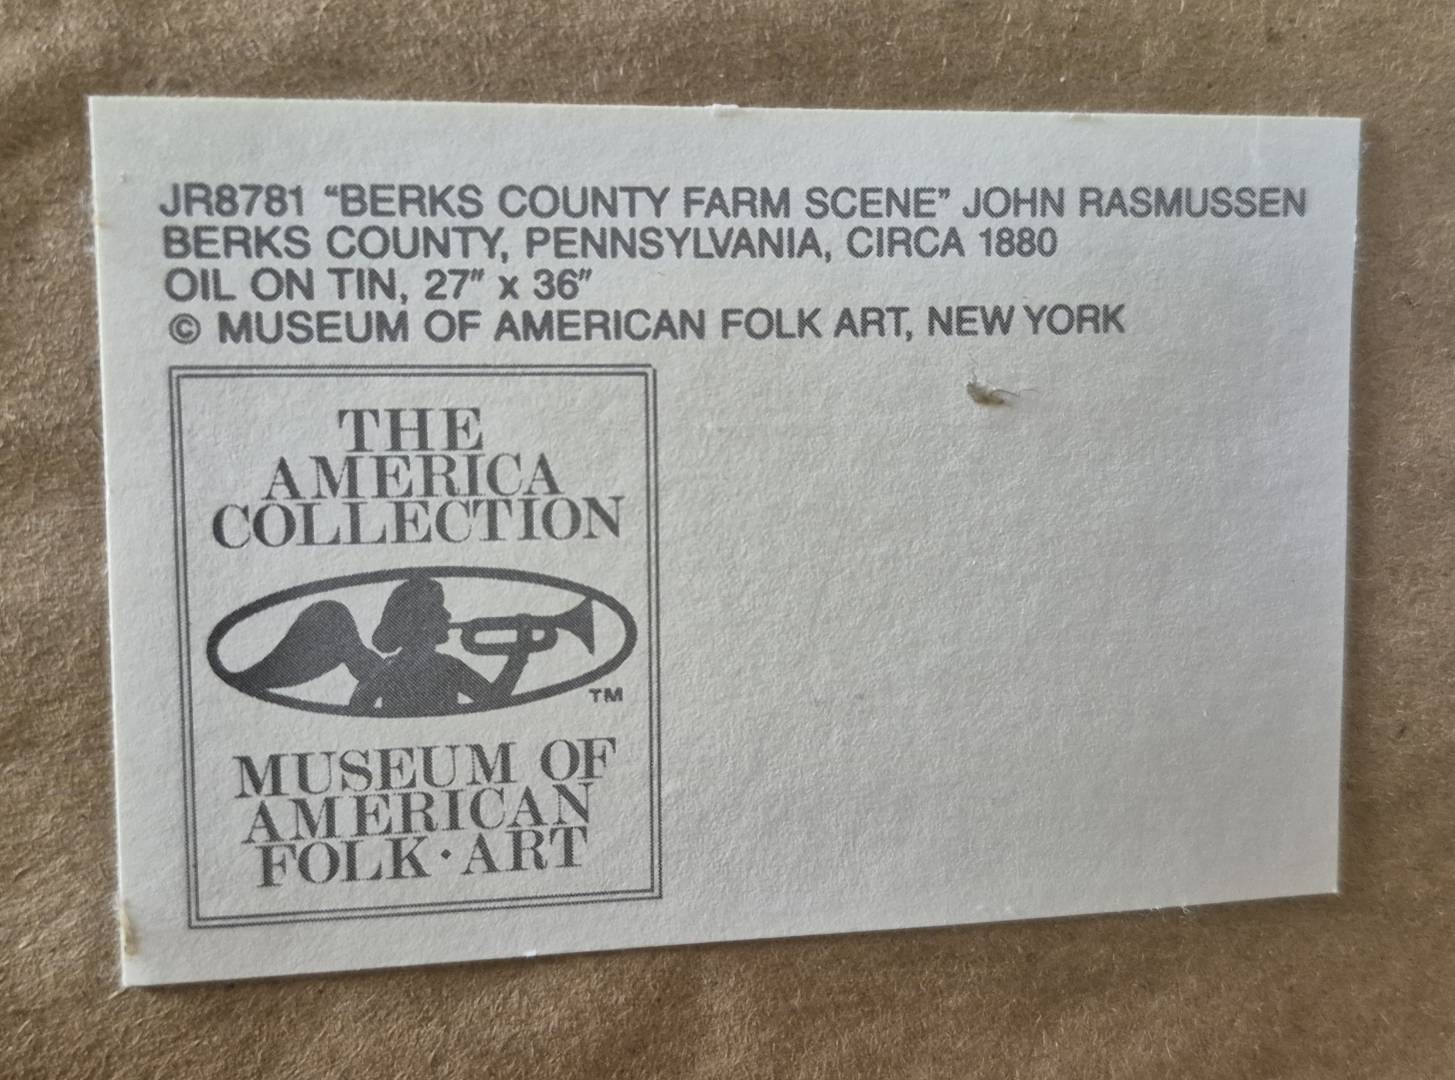 JR8781 “BERKS COUNTY FARM SCENE” JOHN RASMUSSEN
BERKS COUNTY, PENNSYLVANIA, CIRCA 1880
OIL ON TIN, 27″ x 36″
© MUSEUM OF AMERICAN FOLK ART, NEW YORK
THE
AMERICA
COLLECTION
TM
MUSEUM OF
AMERICAN
FOLK·ART